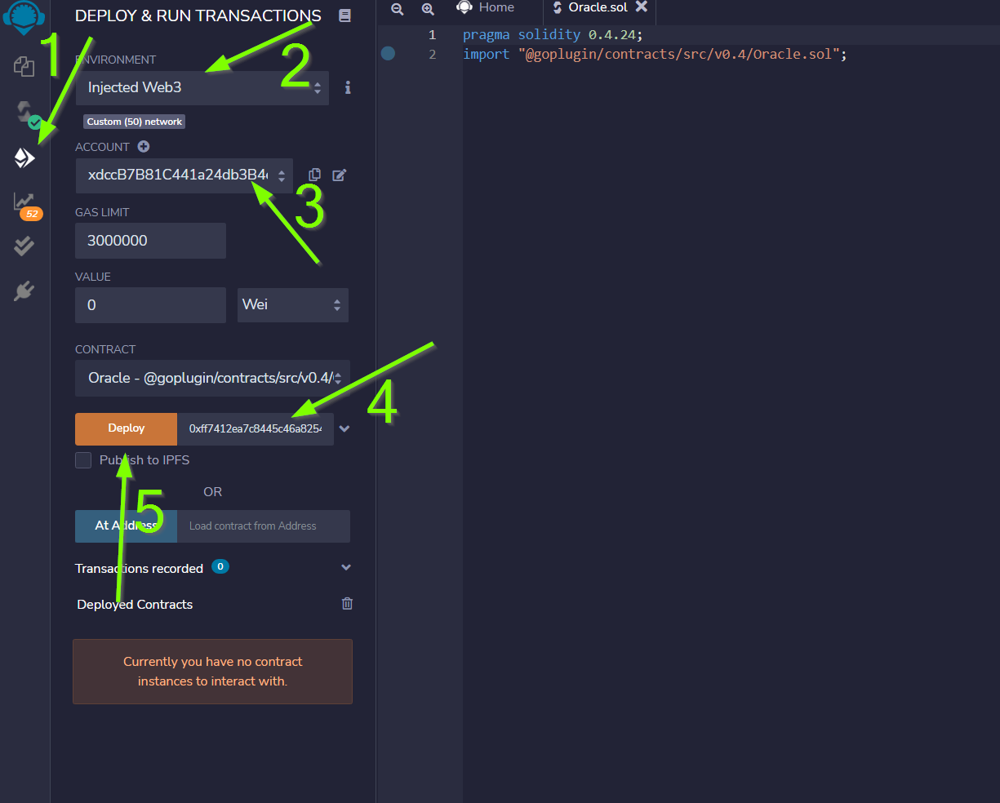 DEPLOY & RUN TRANSACTIONS
1
ENVIRONMENT
2
Injected Web3
Custom (50) network
ACCOUNT
xdccB7B81C441a24db3B4
3
GAS LIMIT
3000000
VALUE
0
Wei
CONTRACT
Oracle - @goplugin/contracts/src/v0.4/
4
Deploy
0xff7412ea7c8445c46a8254
Publish to IPFS
OR
5
At Address
Load contract from Address
Transactions recorded
0
Deployed Contracts
Currently you have no contract
instances to interact with.
52
Home
Oracle.sol
1 pragma solidity 0.4.24;
2 import "@goplugin/contracts/src/v0.4/Oracle.sol";